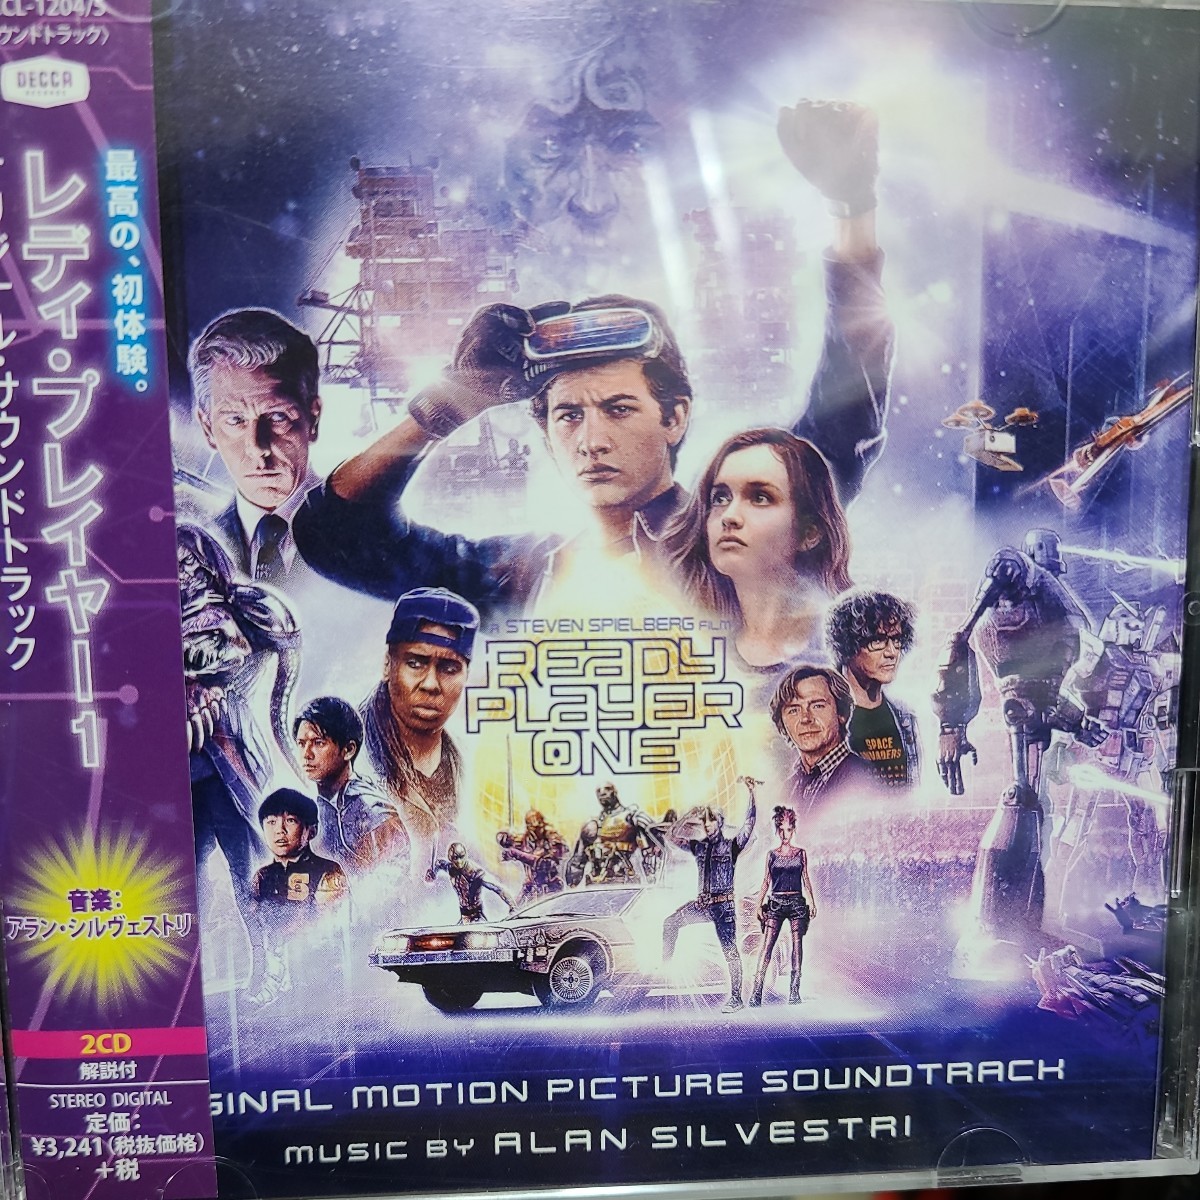 CL-1204/5
ウンドトラック〉
DECCA
RECORDS
最高の、初体験。
レディ・プレイヤー1
ル・サウンドトラック
音楽:
アラン・シルヴェストリ
2CD
解説付
STEREO DIGITAL
定価:
¥3,241(税抜価格)
+税
A STEVEN SPIELBERG FILM
READY
PLAYER
ONE
SPACE
INVADERS
GINAL MOTION PICTURE SOUNDTRACK
MUSIC BY ALAN SILVESTRI